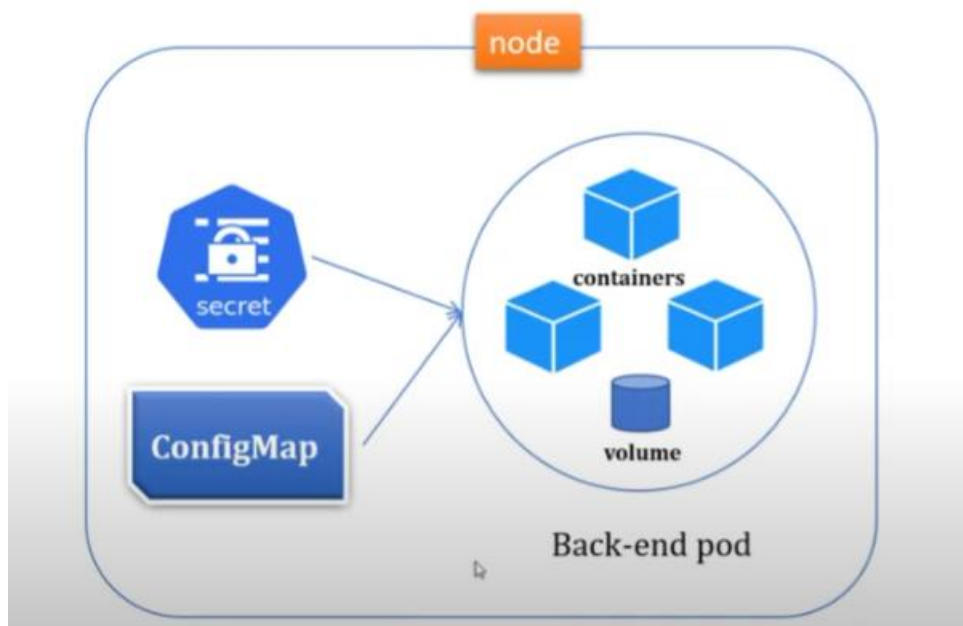 node
secret
containers
ConfigMap
volume
Back-end pod